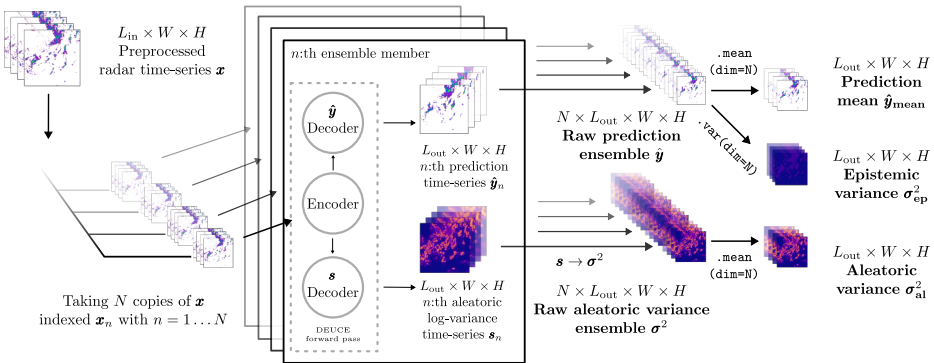 L_in × W × H
Preprocessed
radar time-series x
Taking N copies of x
indexed x_n with n = 1 … N
n:th ensemble member
ŷ
Decoder
Encoder
s
Decoder
DEUCE
forward pass
L_out × W × H
n:th prediction
time-series ŷ_n
L_out × W × H
n:th aleatoric
log-variance
time-series s_n
N × L_out × W × H
Raw prediction
ensemble ŷ
s → σ²
N × L_out × W × H
Raw aleatoric variance
ensemble σ²
.mean
(dim=N)
.var(dim=N)
.mean
(dim=N)
L_out × W × H
Prediction
mean ŷ_mean
L_out × W × H
Epistemic
variance σ²_ep
L_out × W × H
Aleatoric
variance σ²_al